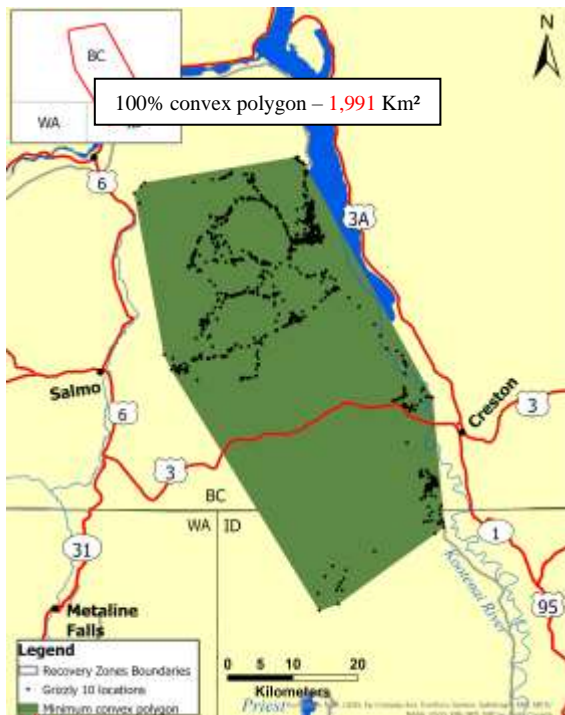 N
BC
WA
100% convex polygon – 1,991 Km²
6
3A
Salmo
6
Creston
3
3
BC
WA ID
31
1
Kootenai River
95
Metaline
Falls
Legend
Recovery Zones Boundaries
Grizzly 10 locations
Minimum convex polygon
0 5 10 20
Kilometers
Priest